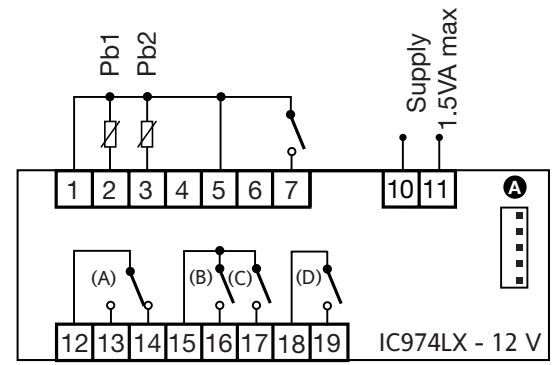 Pb1
Pb2
Supply
1.5VA max
1 2 3 4 5 6 7
10 11
A
(A) (B) (C) (D)
12 13 14 15 16 17 18 19
IC974LX - 12 V